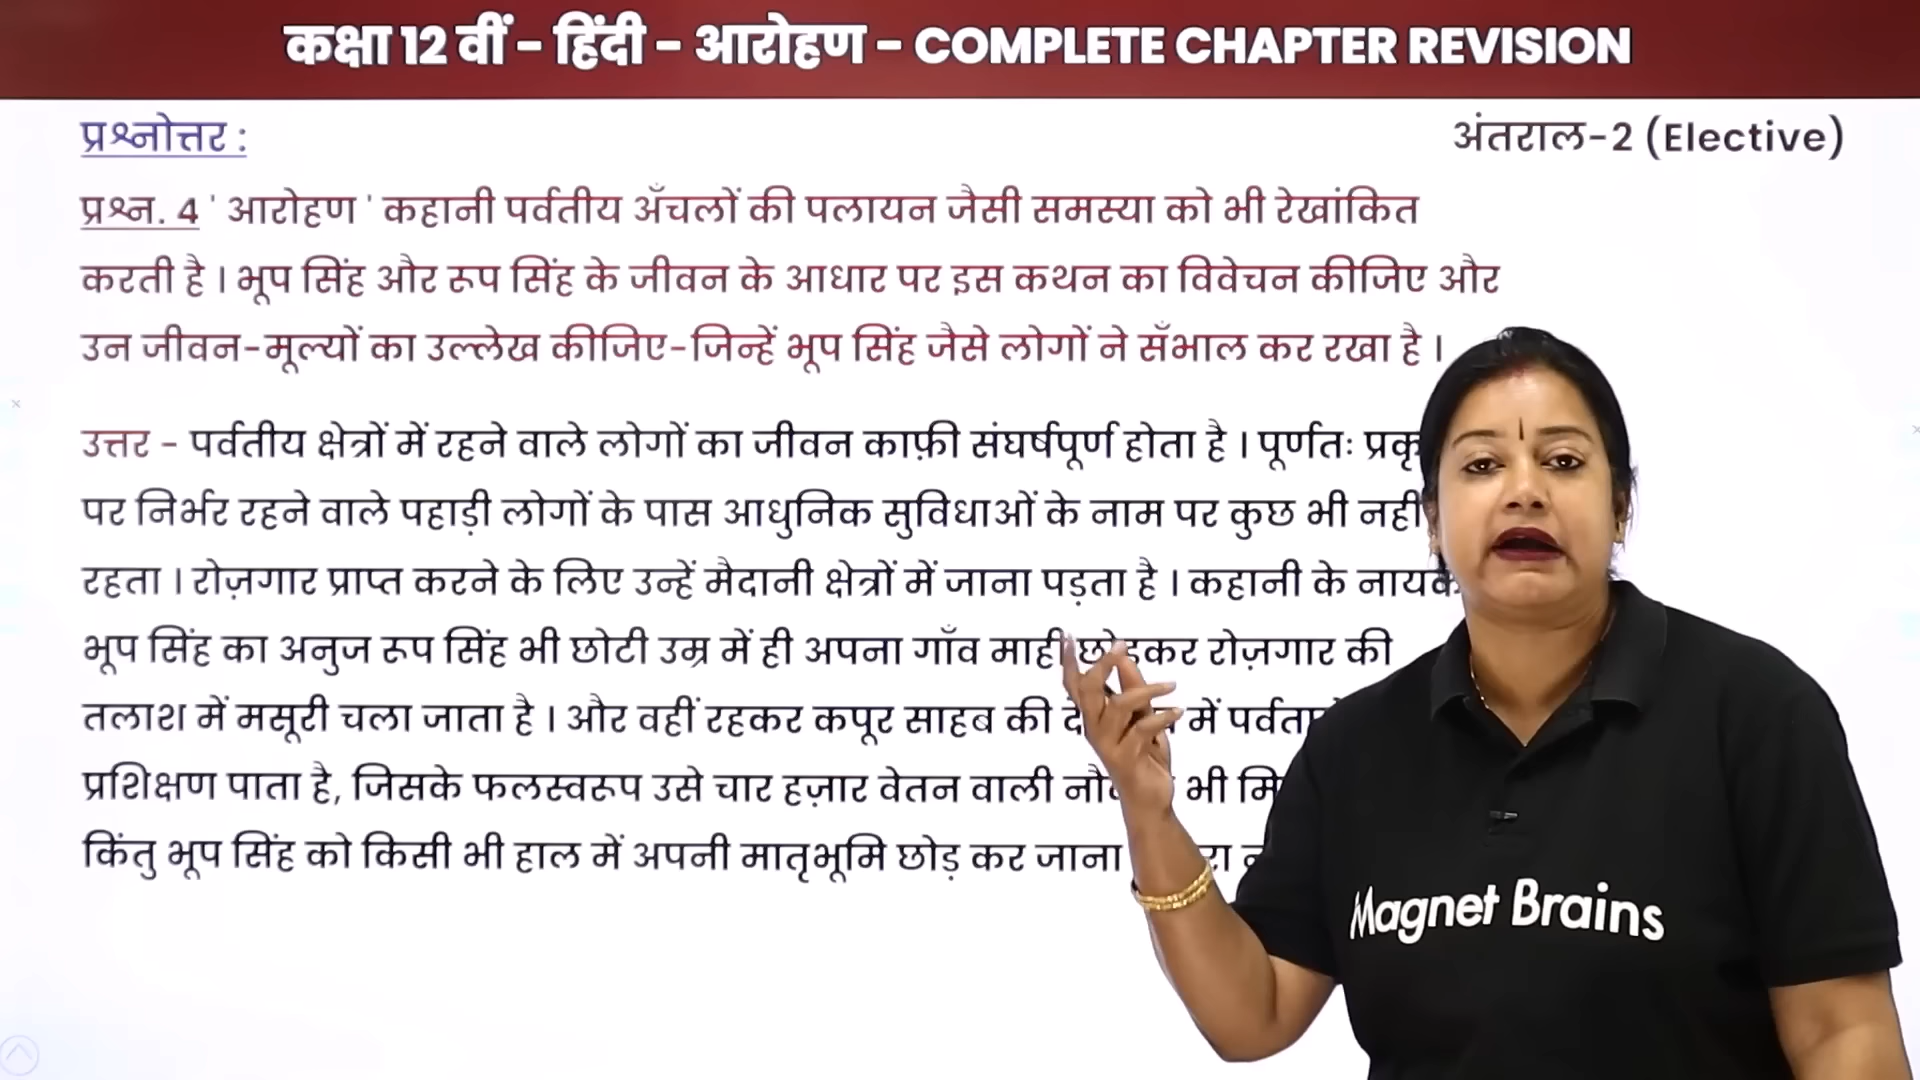 कक्षा 12 वीं - हिंदी - आरोहण - COMPLETE CHAPTER REVISION
प्रश्नोत्तर :
अंतराल-2 (Elective)
प्रश्न. 4 ' आरोहण ' कहानी पर्वतीय अँचलों की पलायन जैसी समस्या को भी रेखांकित
करती है । भूप सिंह और रूप सिंह के जीवन के आधार पर इस कथन का विवेचन कीजिए और
उन जीवन-मूल्यों का उल्लेख कीजिए-जिन्हें भूप सिंह जैसे लोगों ने सँभाल कर रखा है ।
उत्तर - पर्वतीय क्षेत्रों में रहने वाले लोगों का जीवन काफ़ी संघर्षपूर्ण होता है । पूर्णतः
पर निर्भर रहने वाले पहाड़ी लोगों के पास आधुनिक सुविधाओं के नाम पर कुछ भी नहीं
रहता । रोज़गार प्राप्त करने के लिए उन्हें मैदानी क्षेत्रों में जाना पड़ता है । कहानी के नायक
भूप सिंह का अनुज रूप सिंह भी छोटी उम्र में ही अपना गाँव माही छोड़कर रोज़गार की
तलाश में मसूरी चला जाता है । और वहीं रहकर कपूर साहब की में
प्रशिक्षण पाता है, जिसके फलस्वरूप उसे चार हज़ार वेतन वाली भी
किंतु भूप सिंह को किसी भी हाल में अपनी मातृभूमि छोड़ कर जाना
Magnet Brains